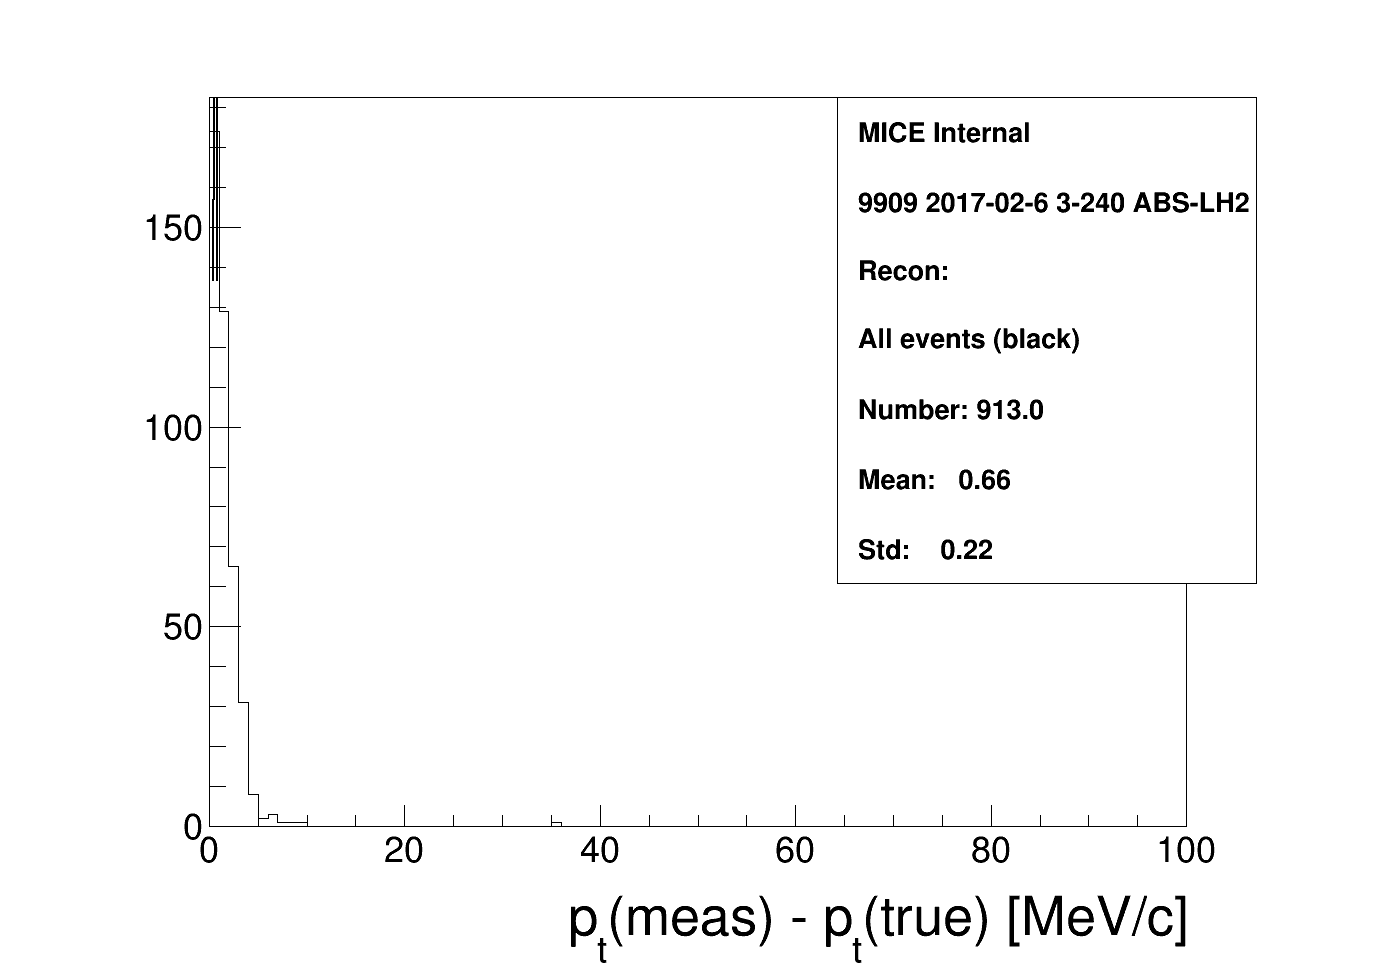 MICE Internal
9909 2017-02-6 3-240 ABS-LH2
Recon:
All events (black)
Number: 913.0
Mean: 0.66
Std: 0.22
150
100
50
0
0 20 40 60 80 100
p_t(meas) - p_t(true) [MeV/c]